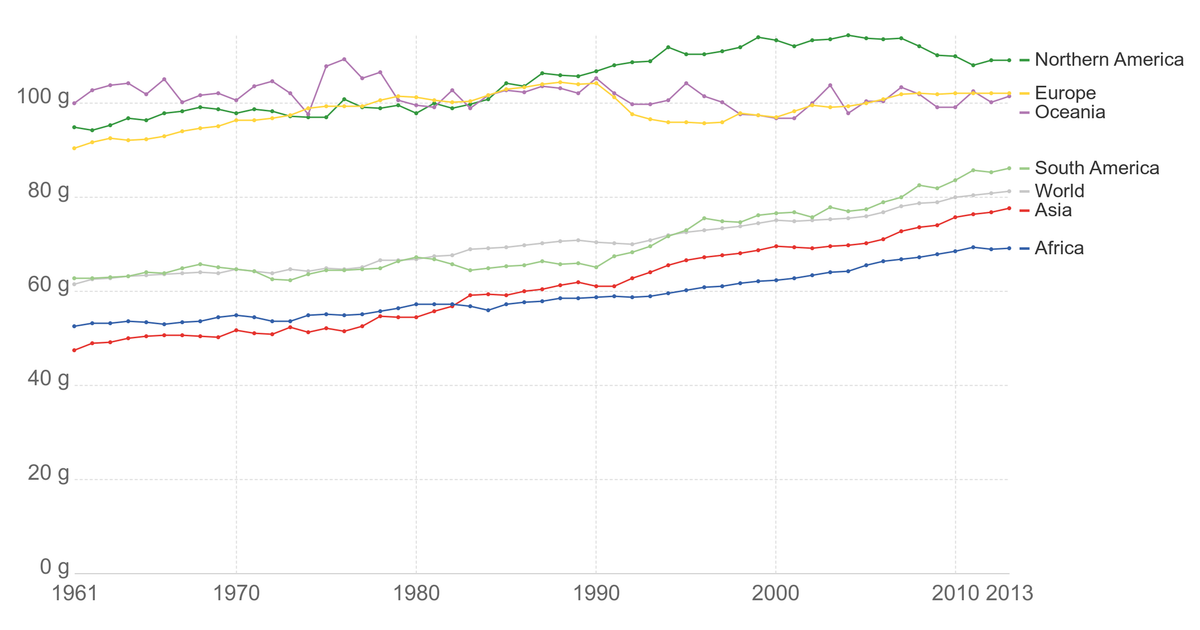 100 g
80 g
60 g
40 g
20 g
0 g
1961 1970 1980 1990 2000 2010 2013
Northern America
Europe
Oceania
South America
World
Asia
Africa